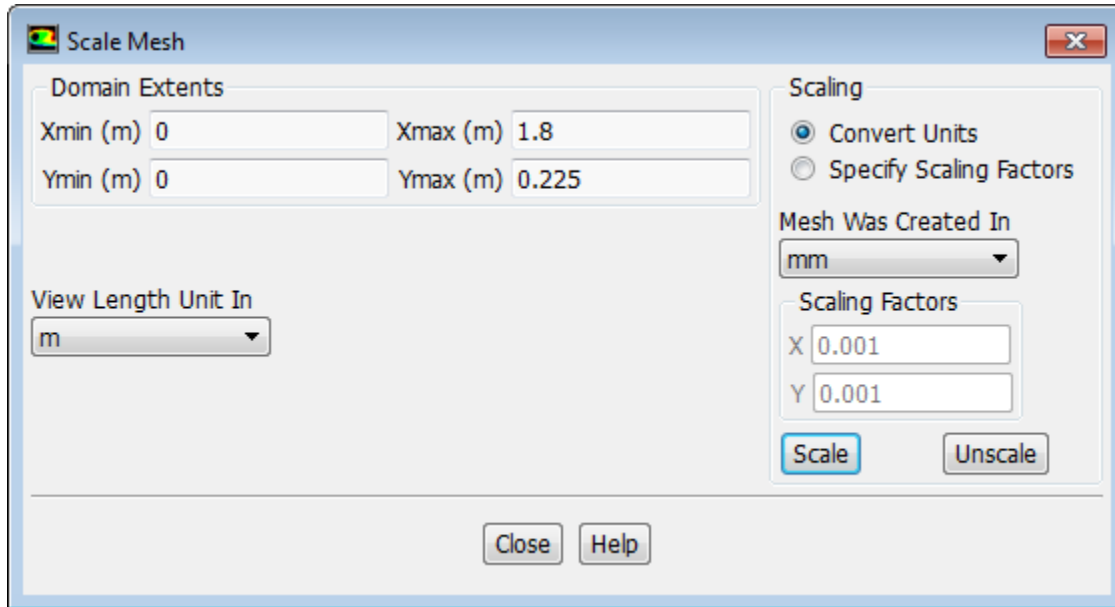 Scale Mesh
Domain Extents
Xmin (m) 0 Xmax (m) 1.8
Ymin (m) 0 Ymax (m) 0.225
View Length Unit In
m
Scaling
Convert Units
Specify Scaling Factors
Mesh Was Created In
mm
Scaling Factors
X 0.001
Y 0.001
Scale Unscale
Close Help